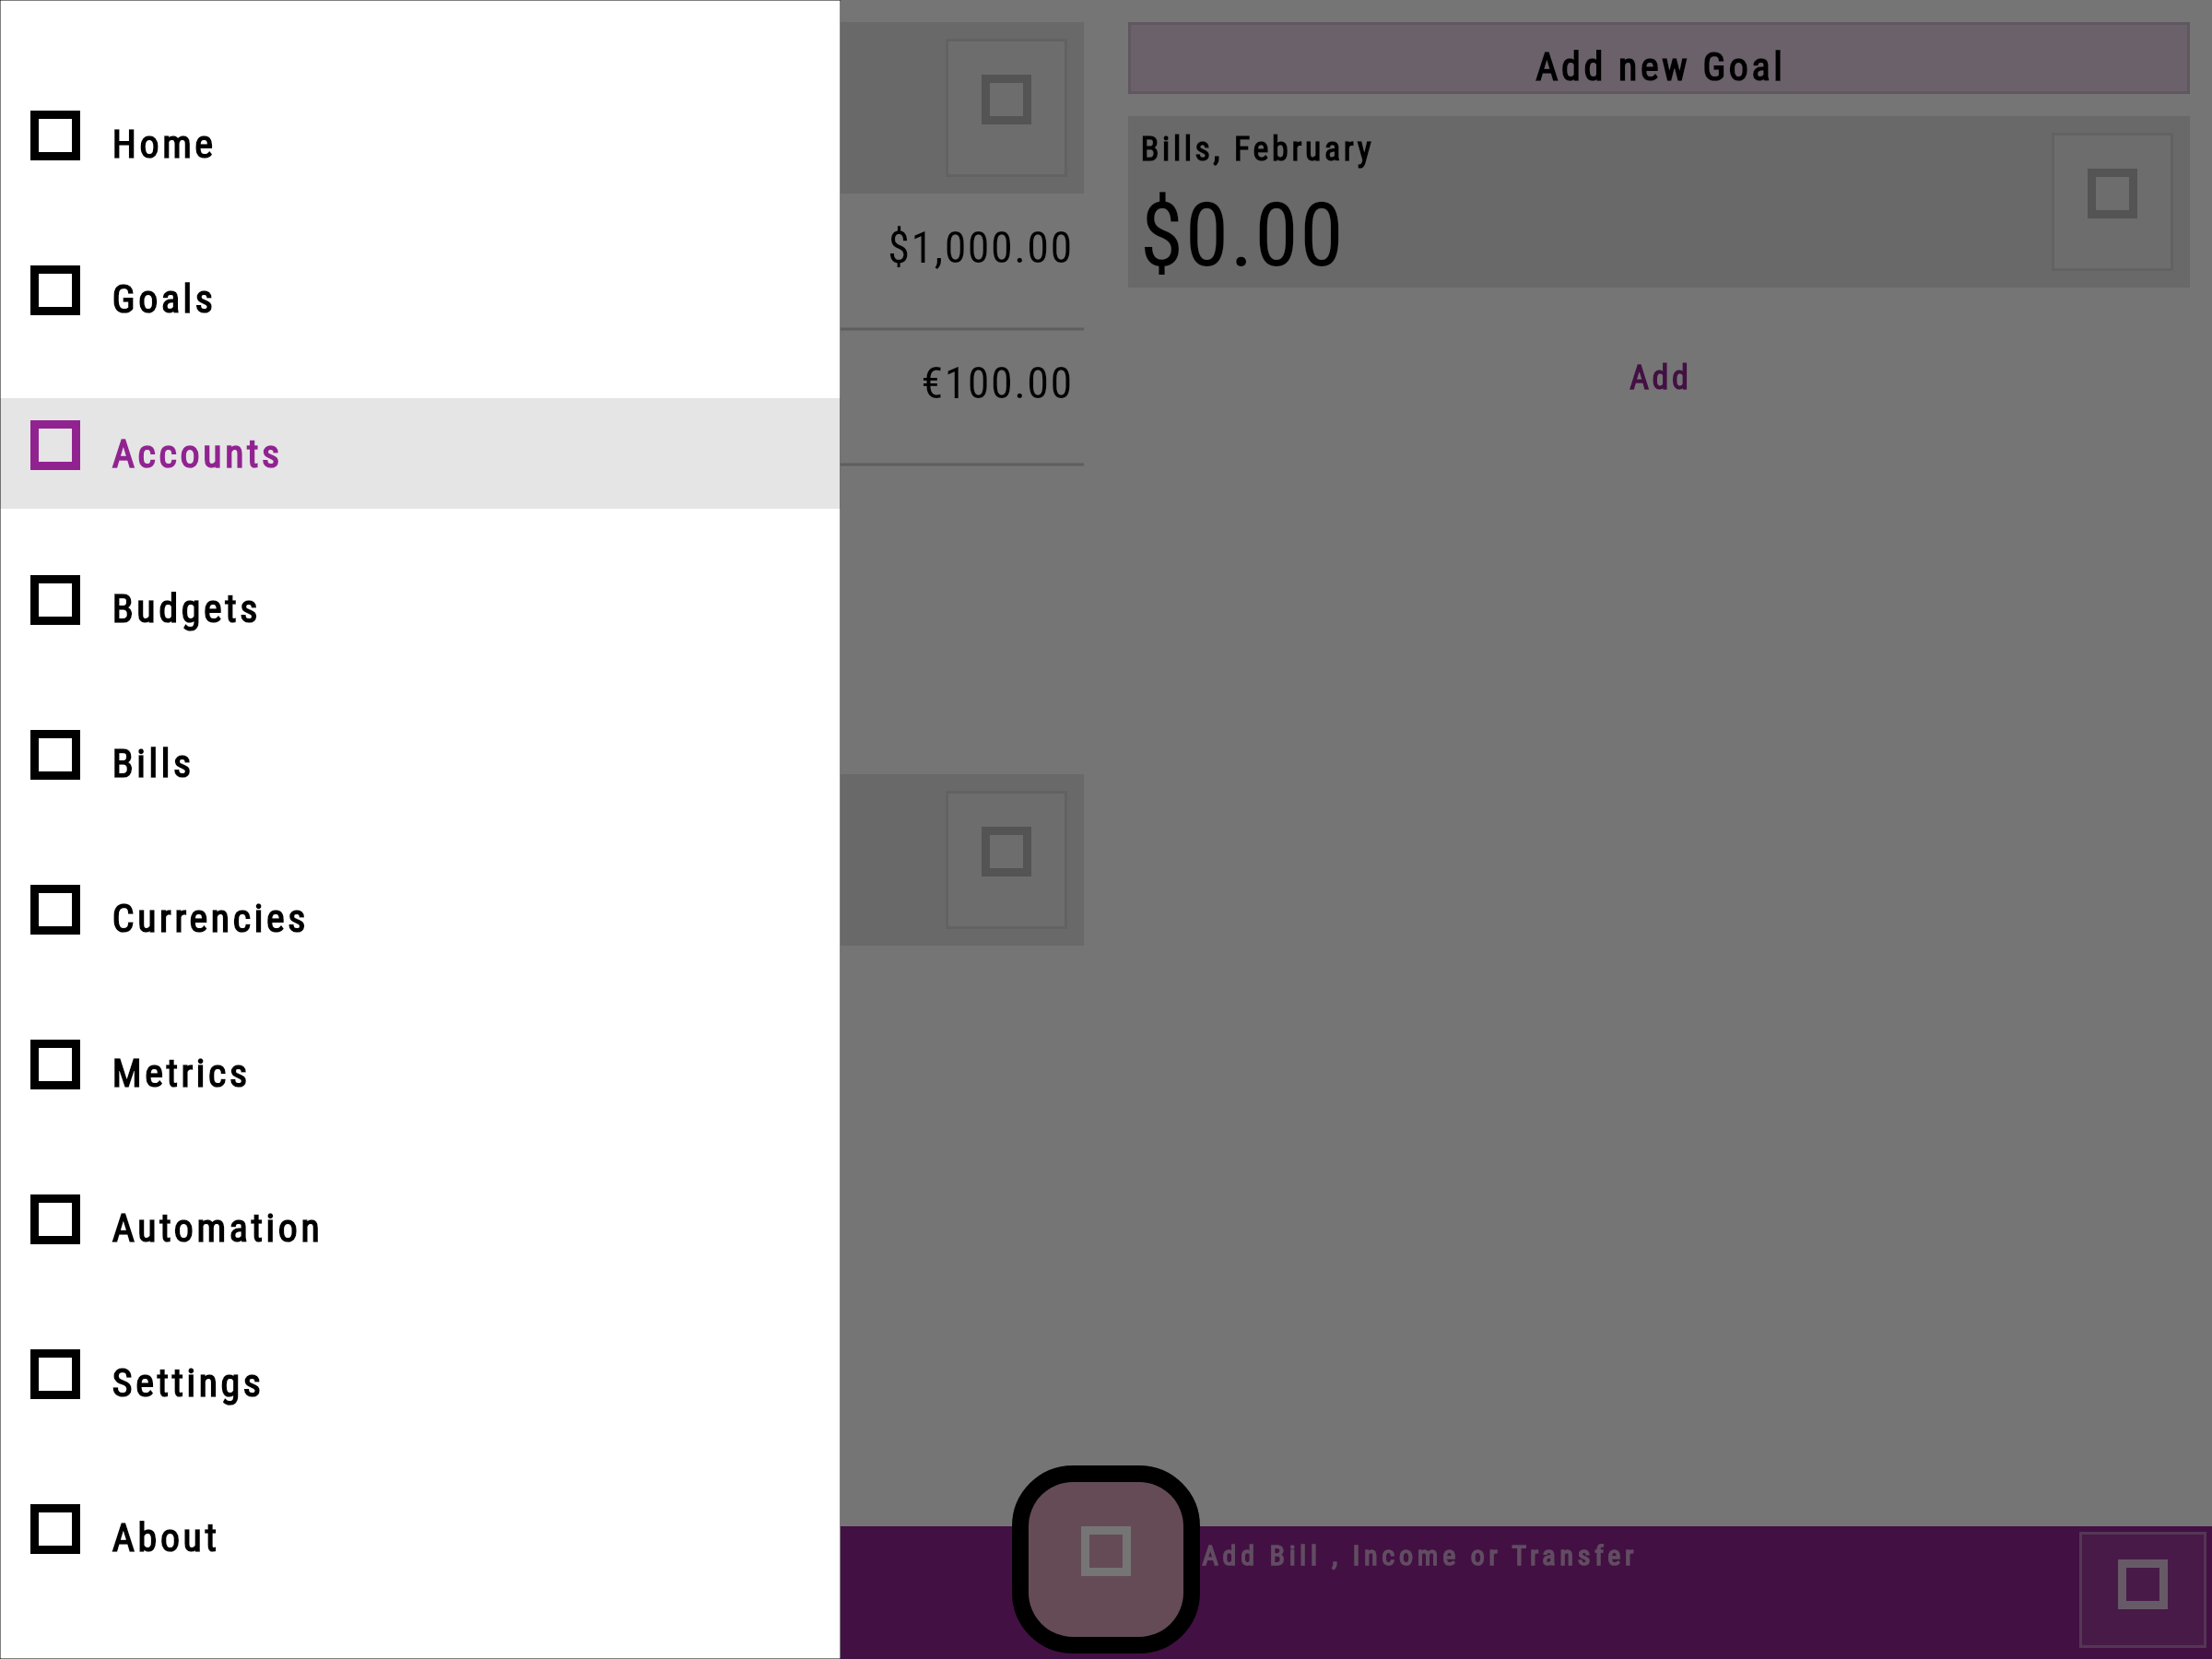 Home
Goals
Accounts
Budgets
Bills
Currencies
Metrics
Automation
Settings
About
$1,000.00
€100.00
Add new Goal
Bills, February
$0.00
Add
Add Bill , Income or Transfer